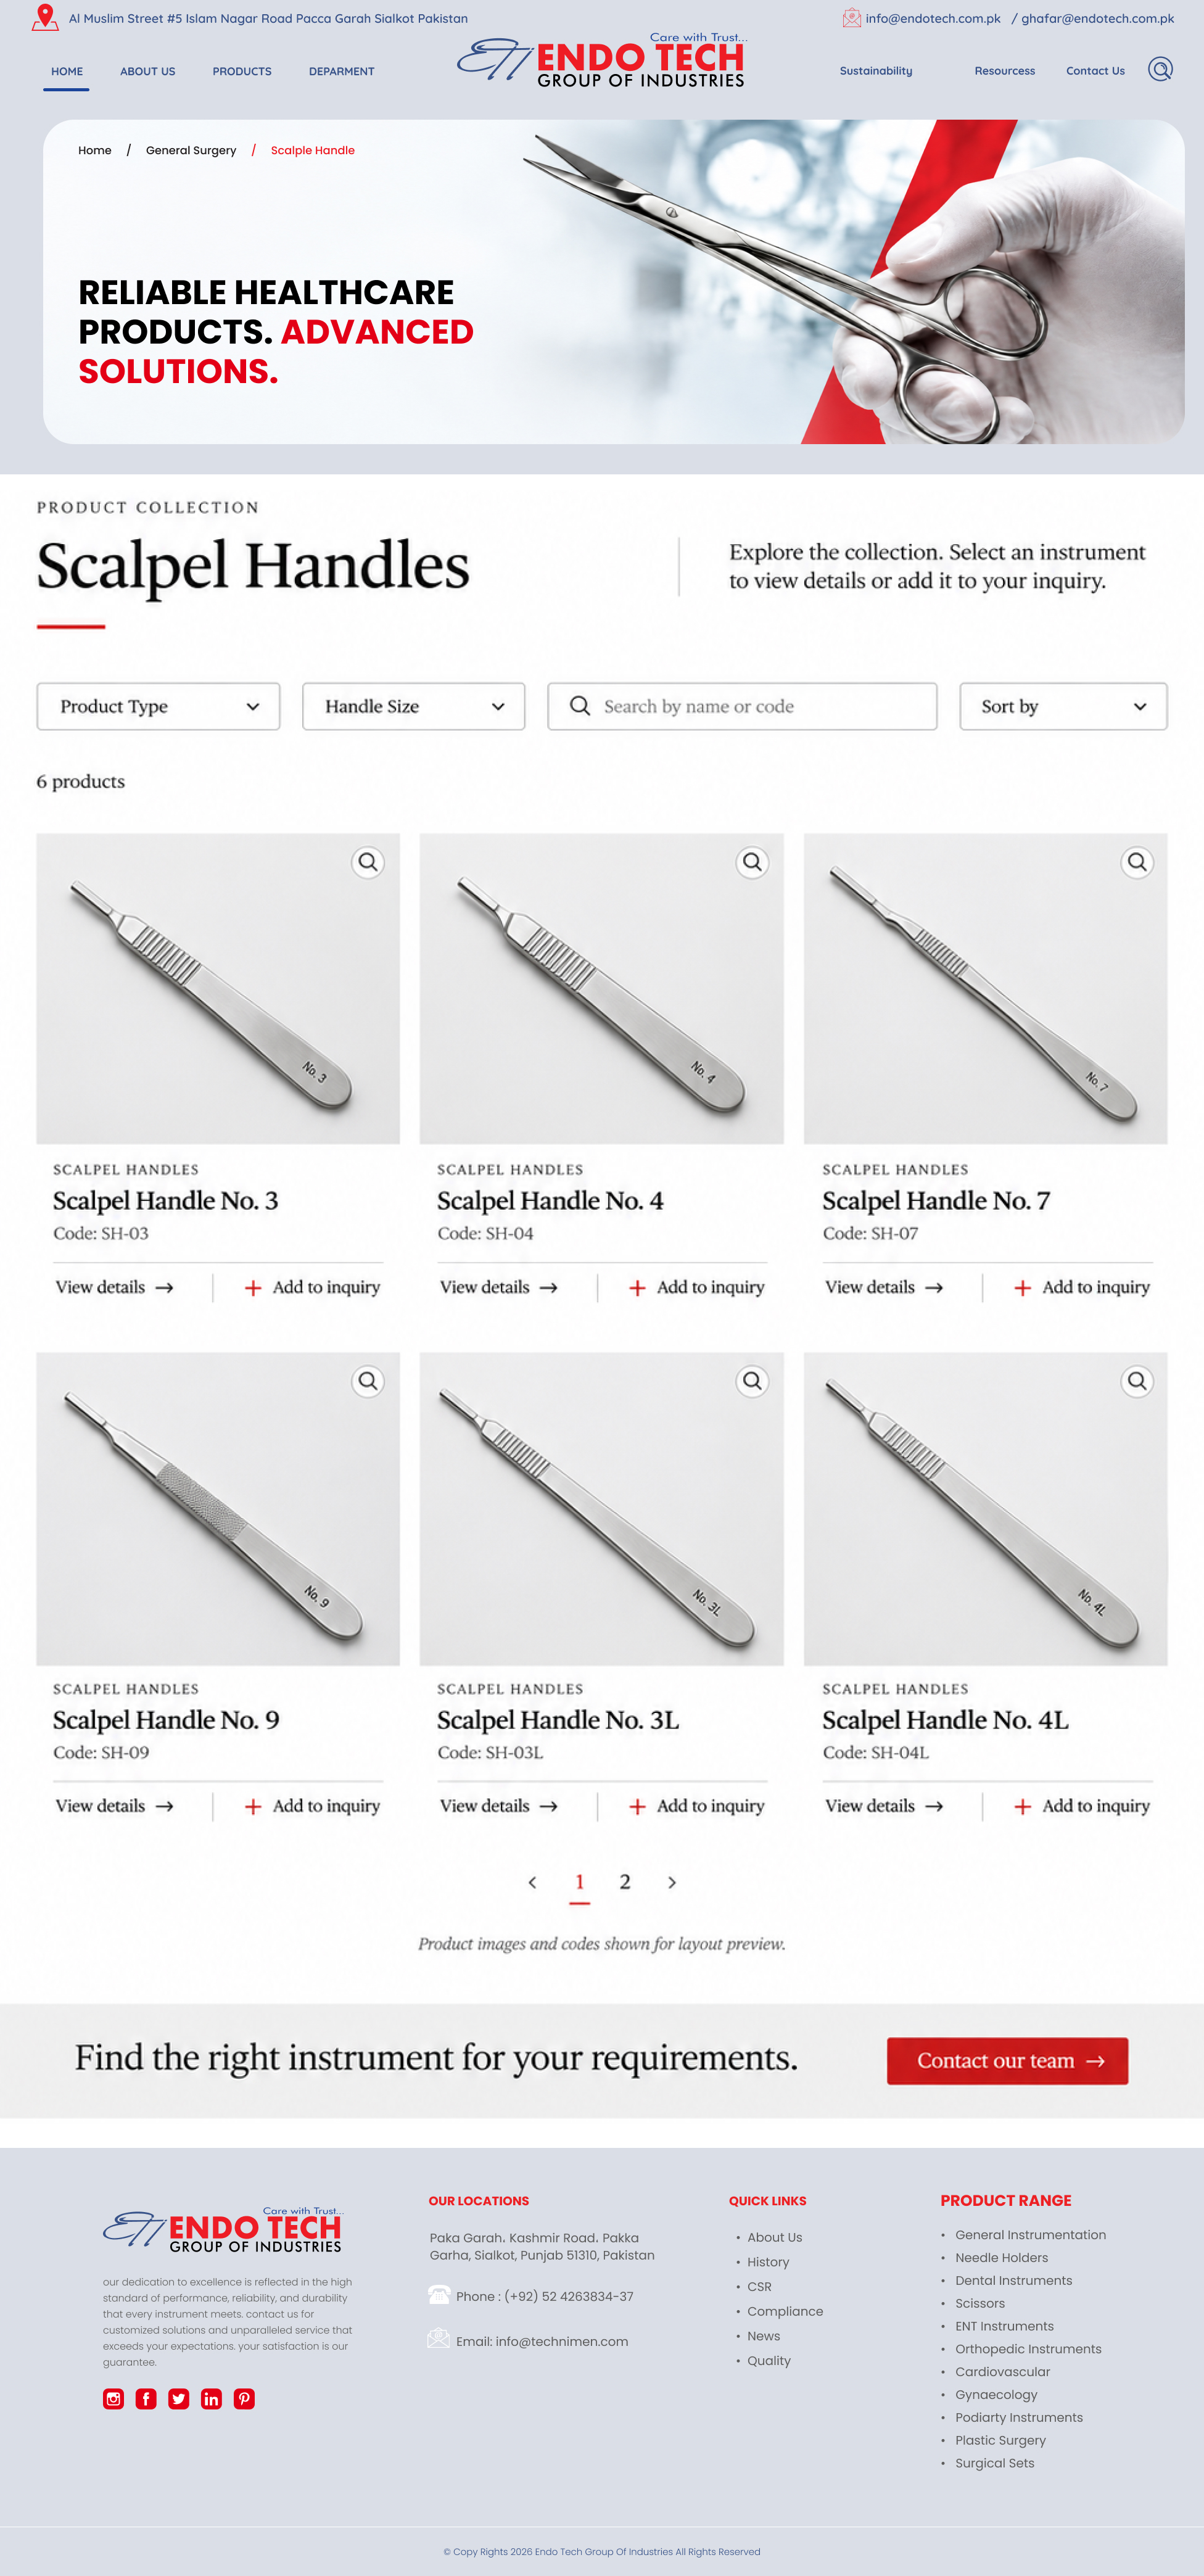 Al Muslim Street #5 Islam Nagar Road Pacca Garah Sialkot Pakistan
info@endotech.com.pk / ghafar@endotech.com.pk
HOME ABOUT US PRODUCTS DEPARMENT
Care with Trust...
ENDO TECH
GROUP OF INDUSTRIES
Sustainability Resourcess Contact Us
Home / General Surgery / Scalple Handle
RELIABLE HEALTHCARE
PRODUCTS. ADVANCED
SOLUTIONS.
PRODUCT COLLECTION
Scalpel Handles
Explore the collection. Select an instrument
to view details or add it to your inquiry.
Product Type
Handle Size
Search by name or code
Sort by
6 products
No. 3
No. 4
No. 7
SCALPEL HANDLES
Scalpel Handle No. 3
Code: SH-03
View details → + Add to inquiry
SCALPEL HANDLES
Scalpel Handle No. 4
Code: SH-04
View details → + Add to inquiry
SCALPEL HANDLES
Scalpel Handle No. 7
Code: SH-07
View details → + Add to inquiry
No. 9
No. 3L
No. 4L
SCALPEL HANDLES
Scalpel Handle No. 9
Code: SH-09
View details → + Add to inquiry
SCALPEL HANDLES
Scalpel Handle No. 3L
Code: SH-03L
View details → + Add to inquiry
SCALPEL HANDLES
Scalpel Handle No. 4L
Code: SH-04L
View details → + Add to inquiry
‹ 1 2 ›
Product images and codes shown for layout preview.
Find the right instrument for your requirements.
Contact our team →
Care with Trust...
ENDO TECH
GROUP OF INDUSTRIES
our dedication to excellence is reflected in the high
standard of performance, reliability, and durability
that every instrument meets. contact us for
customized solutions and unparalleled service that
exceeds your expectations. your satisfaction is our
guarantee.
OUR LOCATIONS
Paka Garah، Kashmir Road، Pakka
Garha, Sialkot, Punjab 51310, Pakistan
Phone : (+92) 52 4263834-37
Email: info@technimen.com
QUICK LINKS
• About Us
• History
• CSR
• Compliance
• News
• Quality
PRODUCT RANGE
• General Instrumentation
• Needle Holders
• Dental Instruments
• Scissors
• ENT Instruments
• Orthopedic Instruments
• Cardiovascular
• Gynaecology
• Podiarty Instruments
• Plastic Surgery
• Surgical Sets
© Copy Rights 2026 Endo Tech Group Of Industries All Rights Reserved